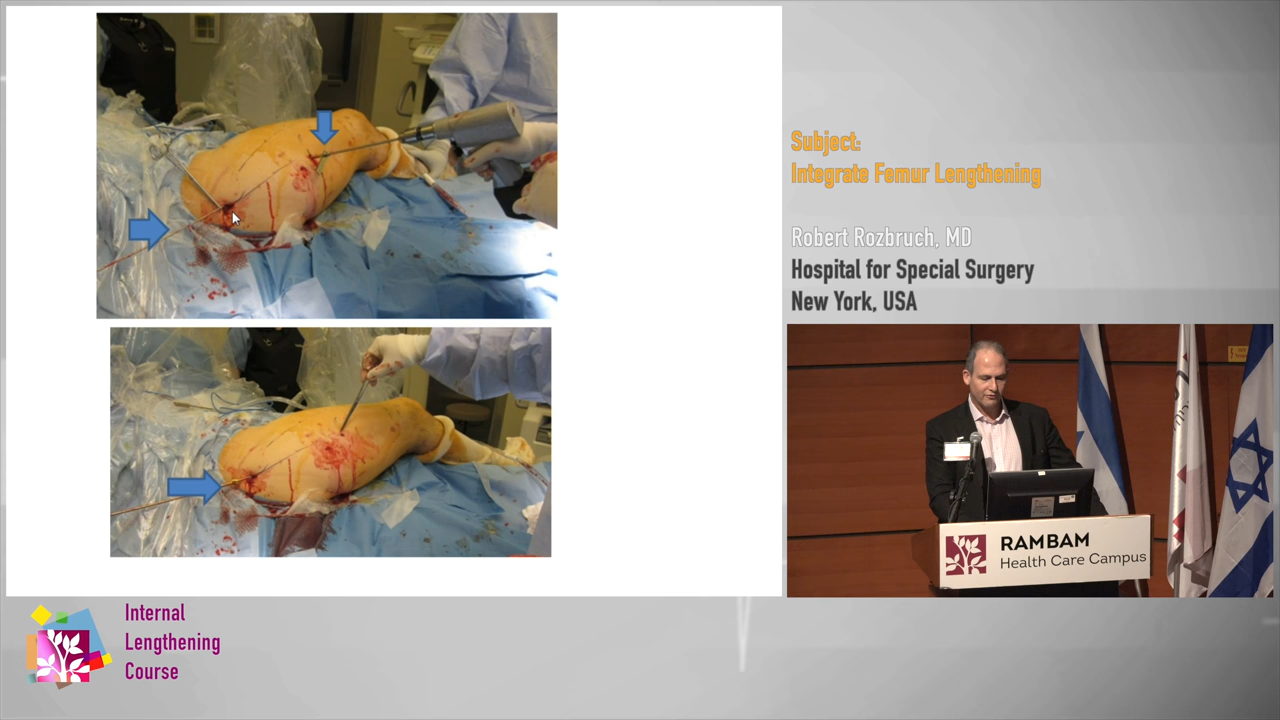 Subject:
Integrate Femur Lengthening
Robert Rozbruch, MD
Hospital for Special Surgery
New York, USA
RAMBAM
Health Care Campus
Internal
Lengthening
Course